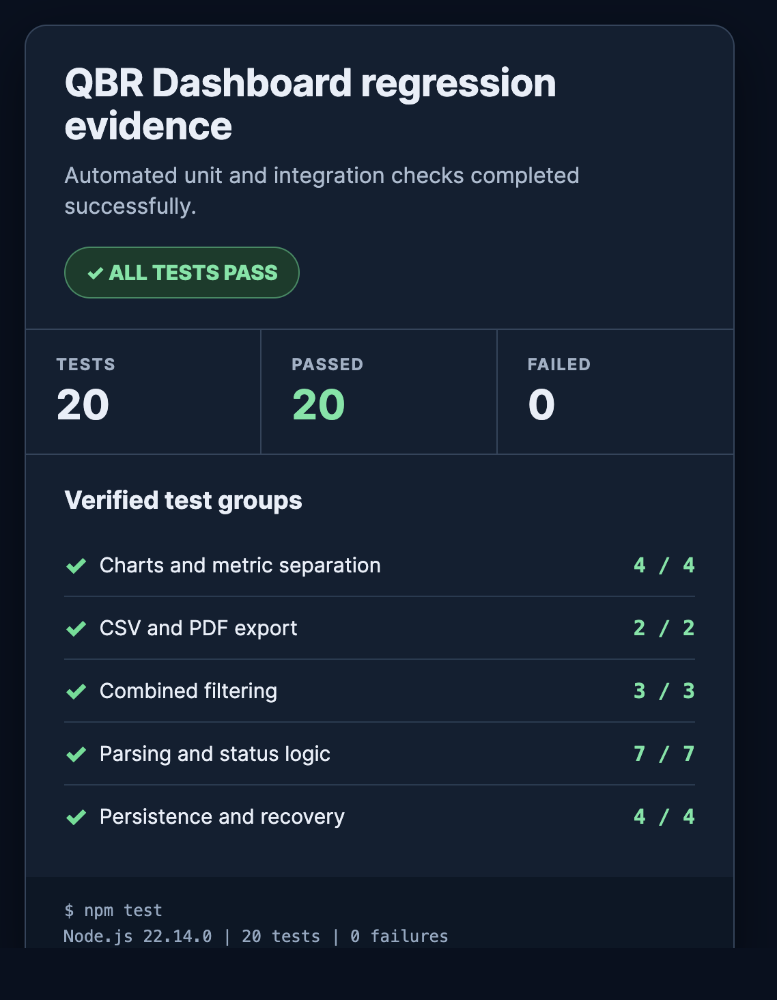 QBR Dashboard regression
evidence
Automated unit and integration checks completed
successfully.
✓ ALL TESTS PASS
TESTS
20
PASSED
20
FAILED
0
Verified test groups
✓ Charts and metric separation 4 / 4
✓ CSV and PDF export 2 / 2
✓ Combined filtering 3 / 3
✓ Parsing and status logic 7 / 7
✓ Persistence and recovery 4 / 4
$ npm test
Node.js 22.14.0 | 20 tests | 0 failures